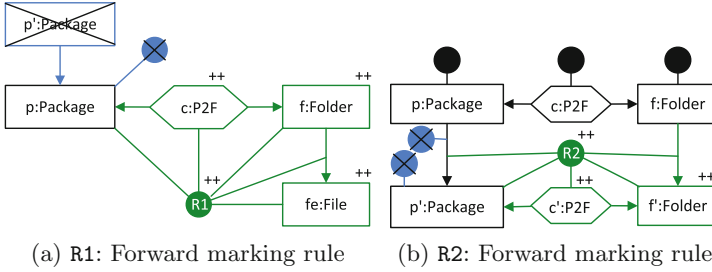 p':Package
++ ++
p:Package c:P2F f:Folder
++ ++
R1 fe:File
(a) R1: Forward marking rule
p:Package c:P2F f:Folder
++
R2
++ ++
p':Package c':P2F f':Folder
(b) R2: Forward marking rule